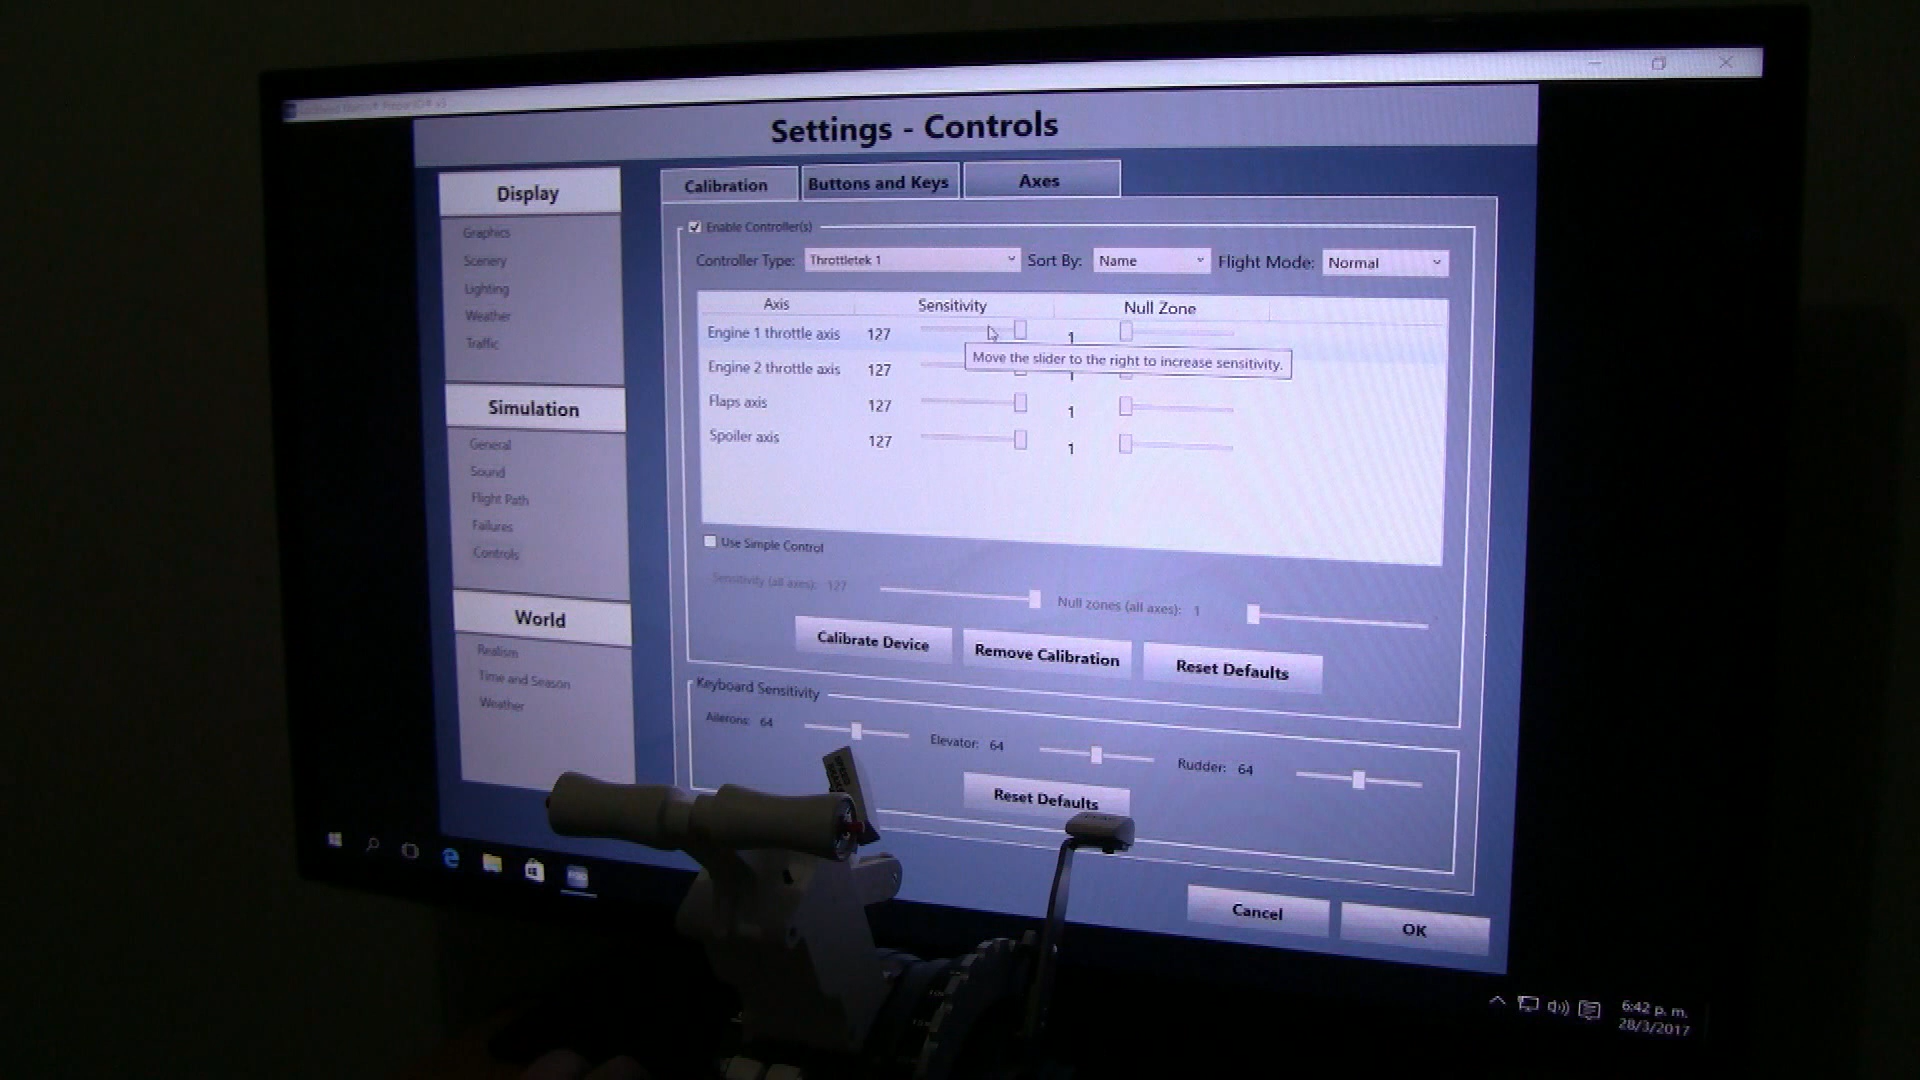 Settings - Controls
Display
Graphics
Scenery
Lighting
Weather
Traffic
Simulation
General
Sound
Flight Path
Failures
Controls
World
Realism
Time and Season
Weather
Calibration
Buttons and Keys
Axes
Enable Controller(s)
Controller Type: Throttletek 1 Sort By: Name Flight Mode: Normal
Axis Sensitivity Null Zone
Engine 1 throttle axis 127 1
Move the slider to the right to increase sensitivity.
Engine 2 throttle axis 127 1
Flaps axis 127 1
Spoiler axis 127 1
Use Simple Control
Sensitivity (all axes): 127 Null zones (all axes): 1
Calibrate Device
Remove Calibration
Reset Defaults
Keyboard Sensitivity
Ailerons: 64 Elevator: 64 Rudder: 64
Reset Defaults
Cancel
OK
6:42 p. m.
28/3/2017